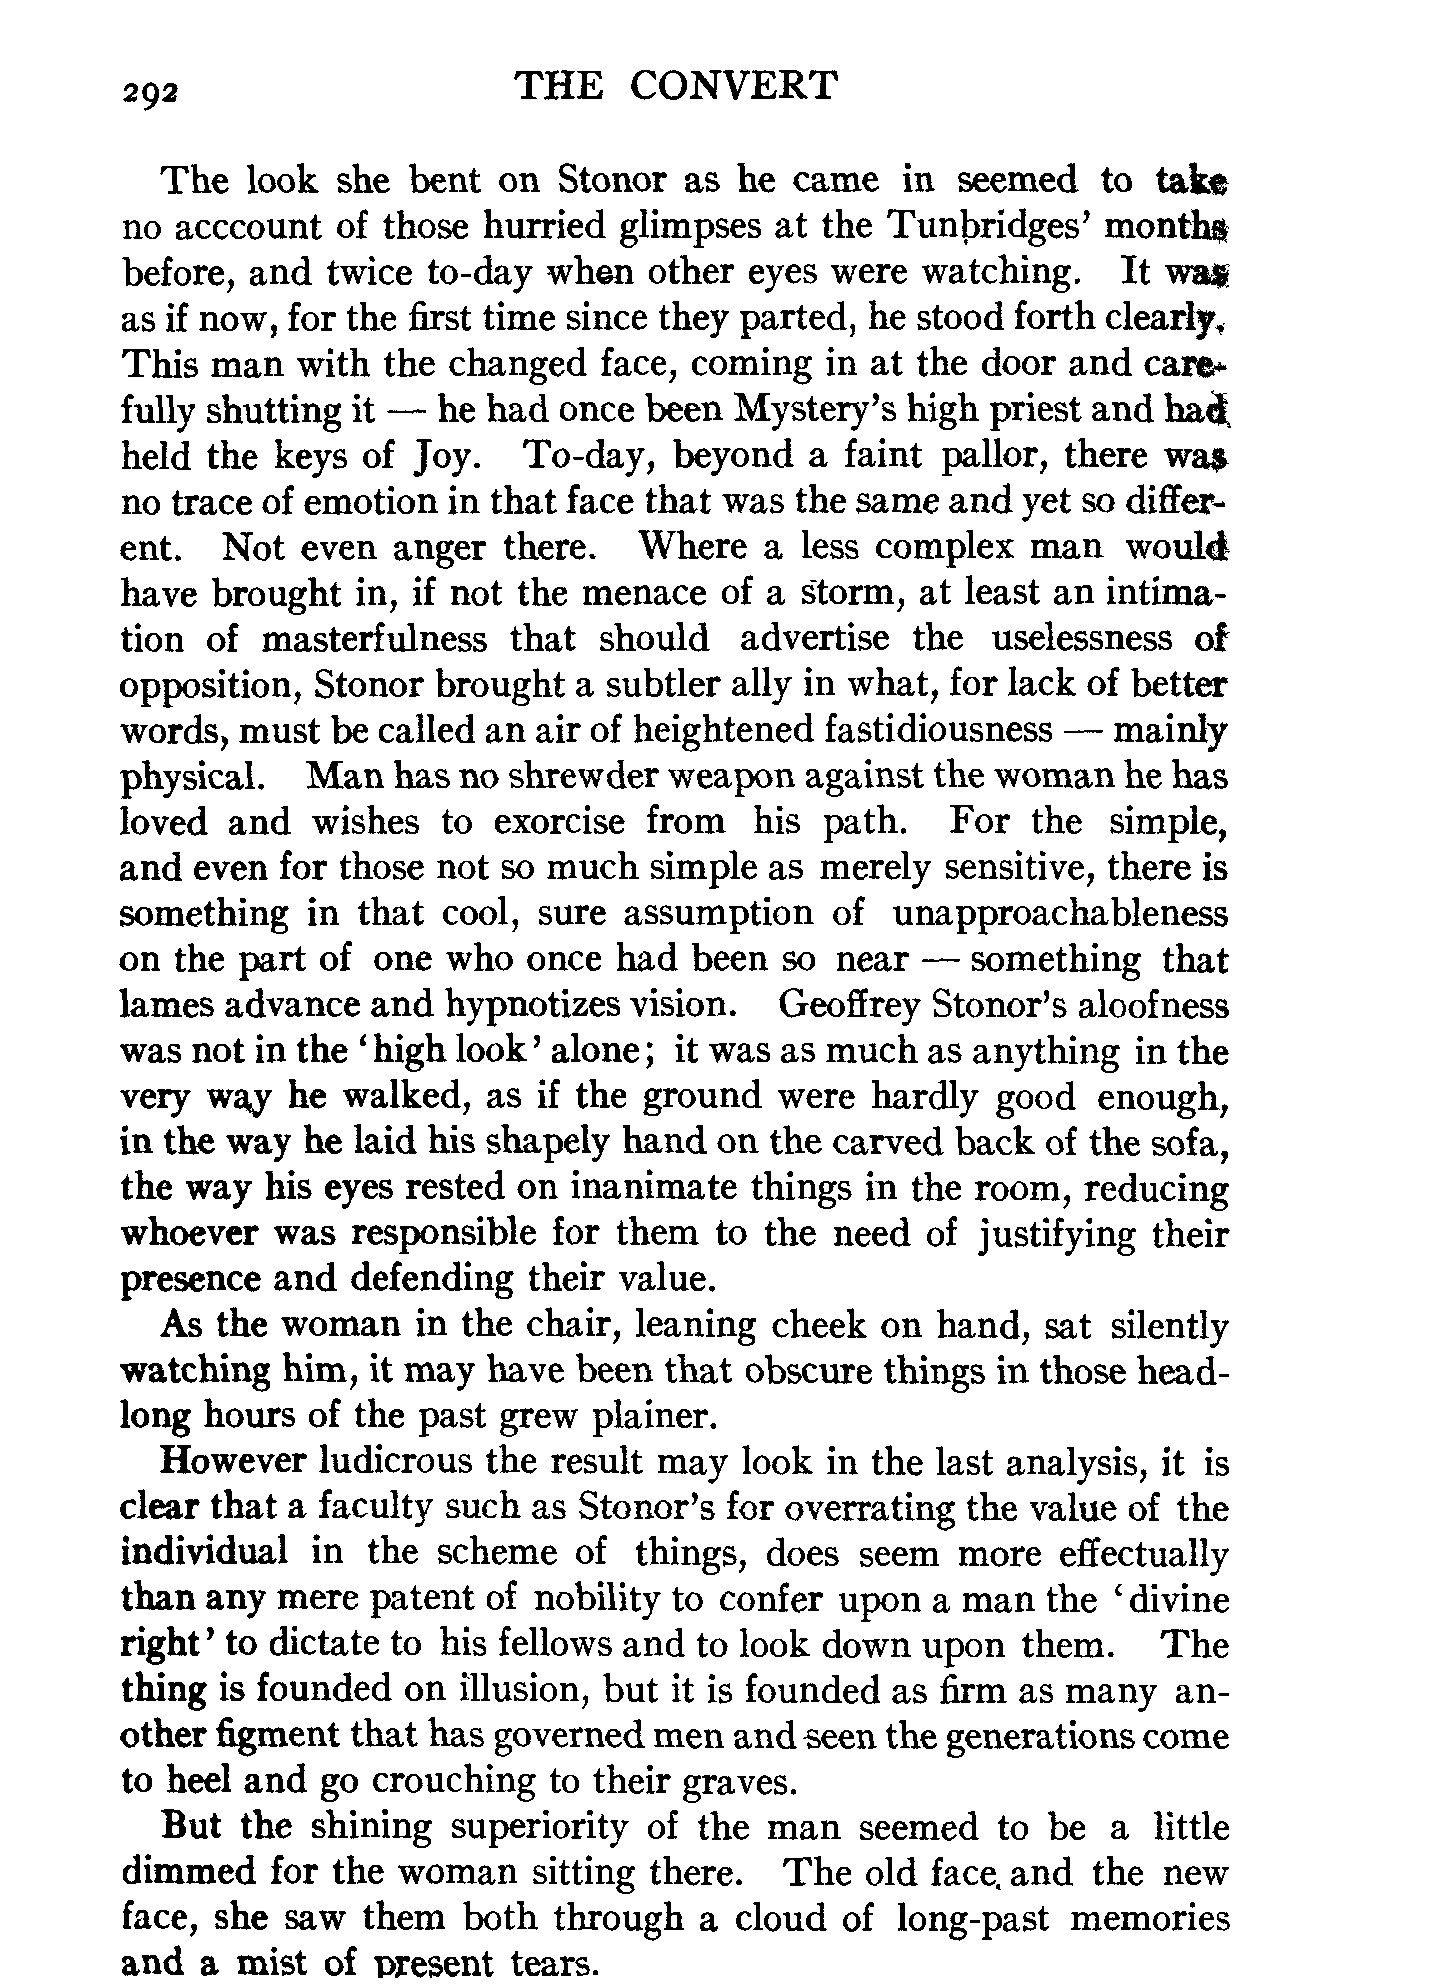 292 THE CONVERT
The look she bent on Stonor as he came in seemed to take
no acccount of those hurried glimpses at the Tunbridges' months
before, and twice to-day when other eyes were watching. It was
as if now, for the first time since they parted, he stood forth clearly.
This man with the changed face, coming in at the door and care-
fully shutting it — he had once been Mystery's high priest and had
held the keys of Joy. To-day, beyond a faint pallor, there was
no trace of emotion in that face that was the same and yet so differ-
ent. Not even anger there. Where a less complex man would
have brought in, if not the menace of a storm, at least an intima-
tion of masterfulness that should advertise the uselessness of
opposition, Stonor brought a subtler ally in what, for lack of better
words, must be called an air of heightened fastidiousness — mainly
physical. Man has no shrewder weapon against the woman he has
loved and wishes to exorcise from his path. For the simple,
and even for those not so much simple as merely sensitive, there is
something in that cool, sure assumption of unapproachableness
on the part of one who once had been so near — something that
lames advance and hypnotizes vision. Geoffrey Stonor's aloofness
was not in the 'high look' alone; it was as much as anything in the
very way he walked, as if the ground were hardly good enough,
in the way he laid his shapely hand on the carved back of the sofa,
the way his eyes rested on inanimate things in the room, reducing
whoever was responsible for them to the need of justifying their
presence and defending their value.
As the woman in the chair, leaning cheek on hand, sat silently
watching him, it may have been that obscure things in those head-
long hours of the past grew plainer.
However ludicrous the result may look in the last analysis, it is
clear that a faculty such as Stonor's for overrating the value of the
individual in the scheme of things, does seem more effectually
than any mere patent of nobility to confer upon a man the 'divine
right' to dictate to his fellows and to look down upon them. The
thing is founded on illusion, but it is founded as firm as many an-
other figment that has governed men and seen the generations come
to heel and go crouching to their graves.
But the shining superiority of the man seemed to be a little
dimmed for the woman sitting there. The old face and the new
face, she saw them both through a cloud of long-past memories
and a mist of present tears.